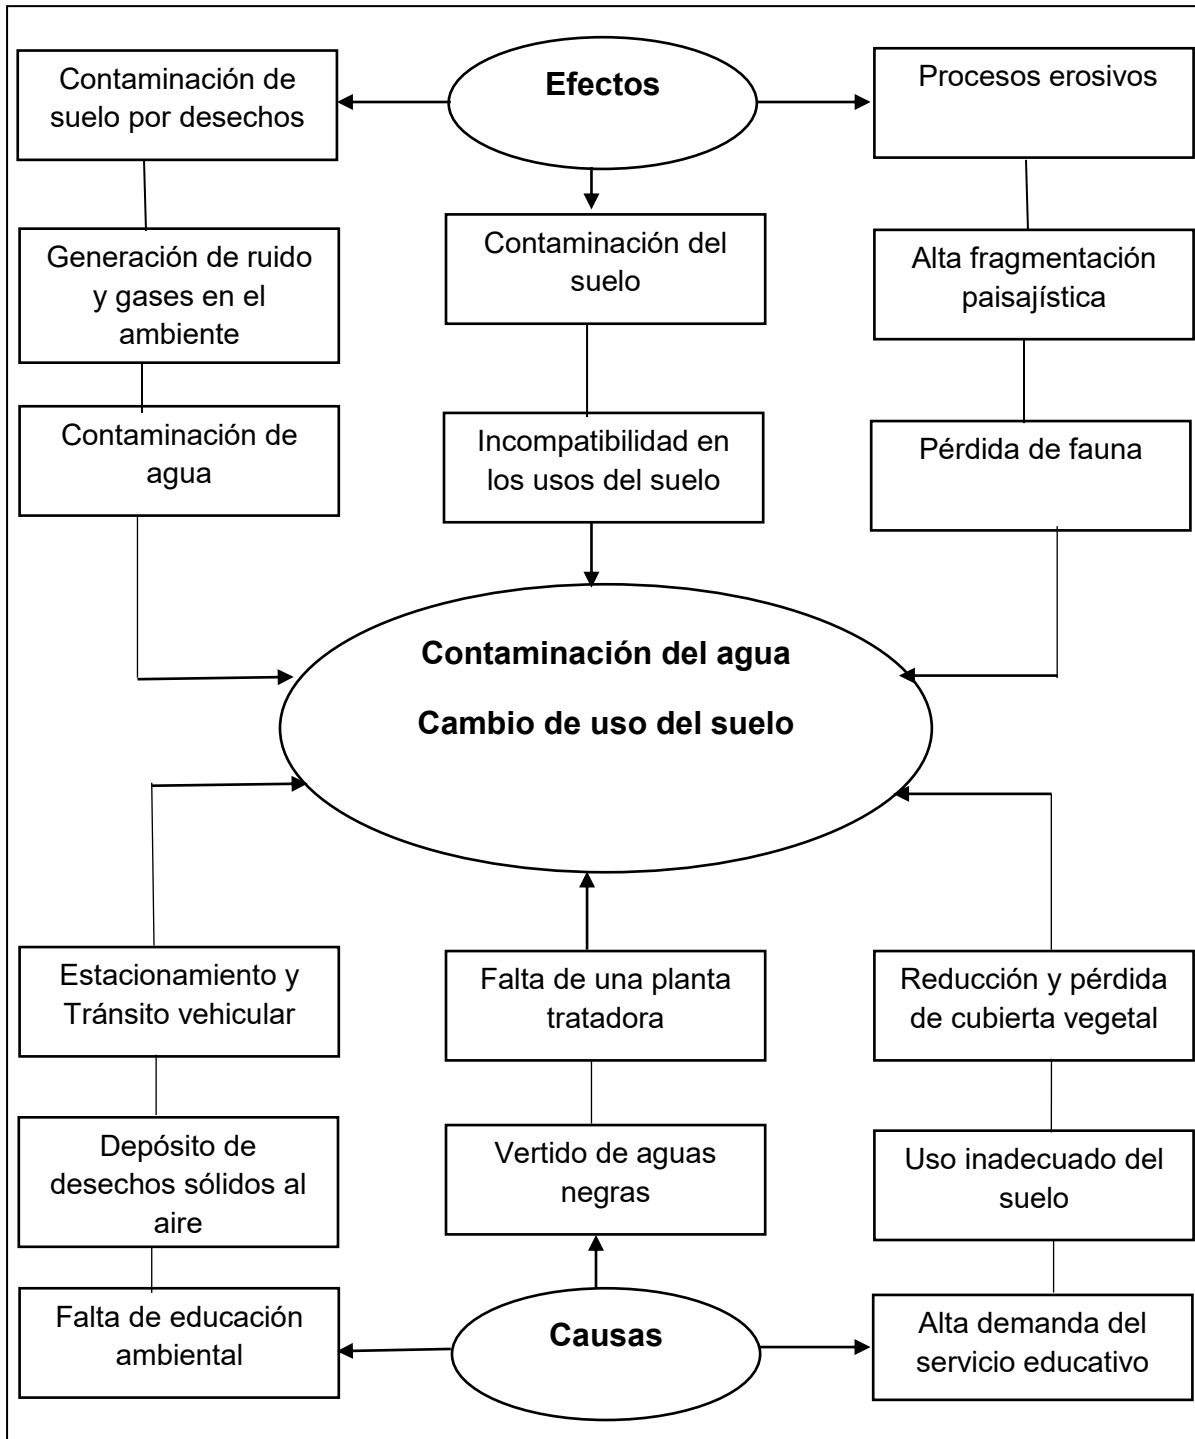 Efectos
Contaminación de
suelo por desechos
Procesos erosivos
Generación de ruido
y gases en el
ambiente
Contaminación del
suelo
Alta fragmentación
paisajística
Contaminación de
agua
Incompatibilidad en
los usos del suelo
Pérdida de fauna
Contaminación del agua
Cambio de uso del suelo
Estacionamiento y
Tránsito vehicular
Falta de una planta
tratadora
Reducción y pérdida
de cubierta vegetal
Depósito de
desechos sólidos al
aire
Vertido de aguas
negras
Uso inadecuado del
suelo
Falta de educación
ambiental
Causas
Alta demanda del
servicio educativo